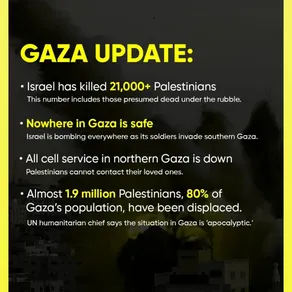 GAZA UPDATE:
• Israel has killed 21,000+ Palestinians
This number includes those presumed dead under the rubble.
• Nowhere in Gaza is safe
Israel is bombing everywhere as its soldiers invade southern Gaza.
• All cell service in northern Gaza is down
Palestinians cannot contact their loved ones.
• Almost 1.9 million Palestinians, 80% of
Gaza's population, have been displaced.
UN humanitarian chief says the situation in Gaza is 'apocalyptic.'